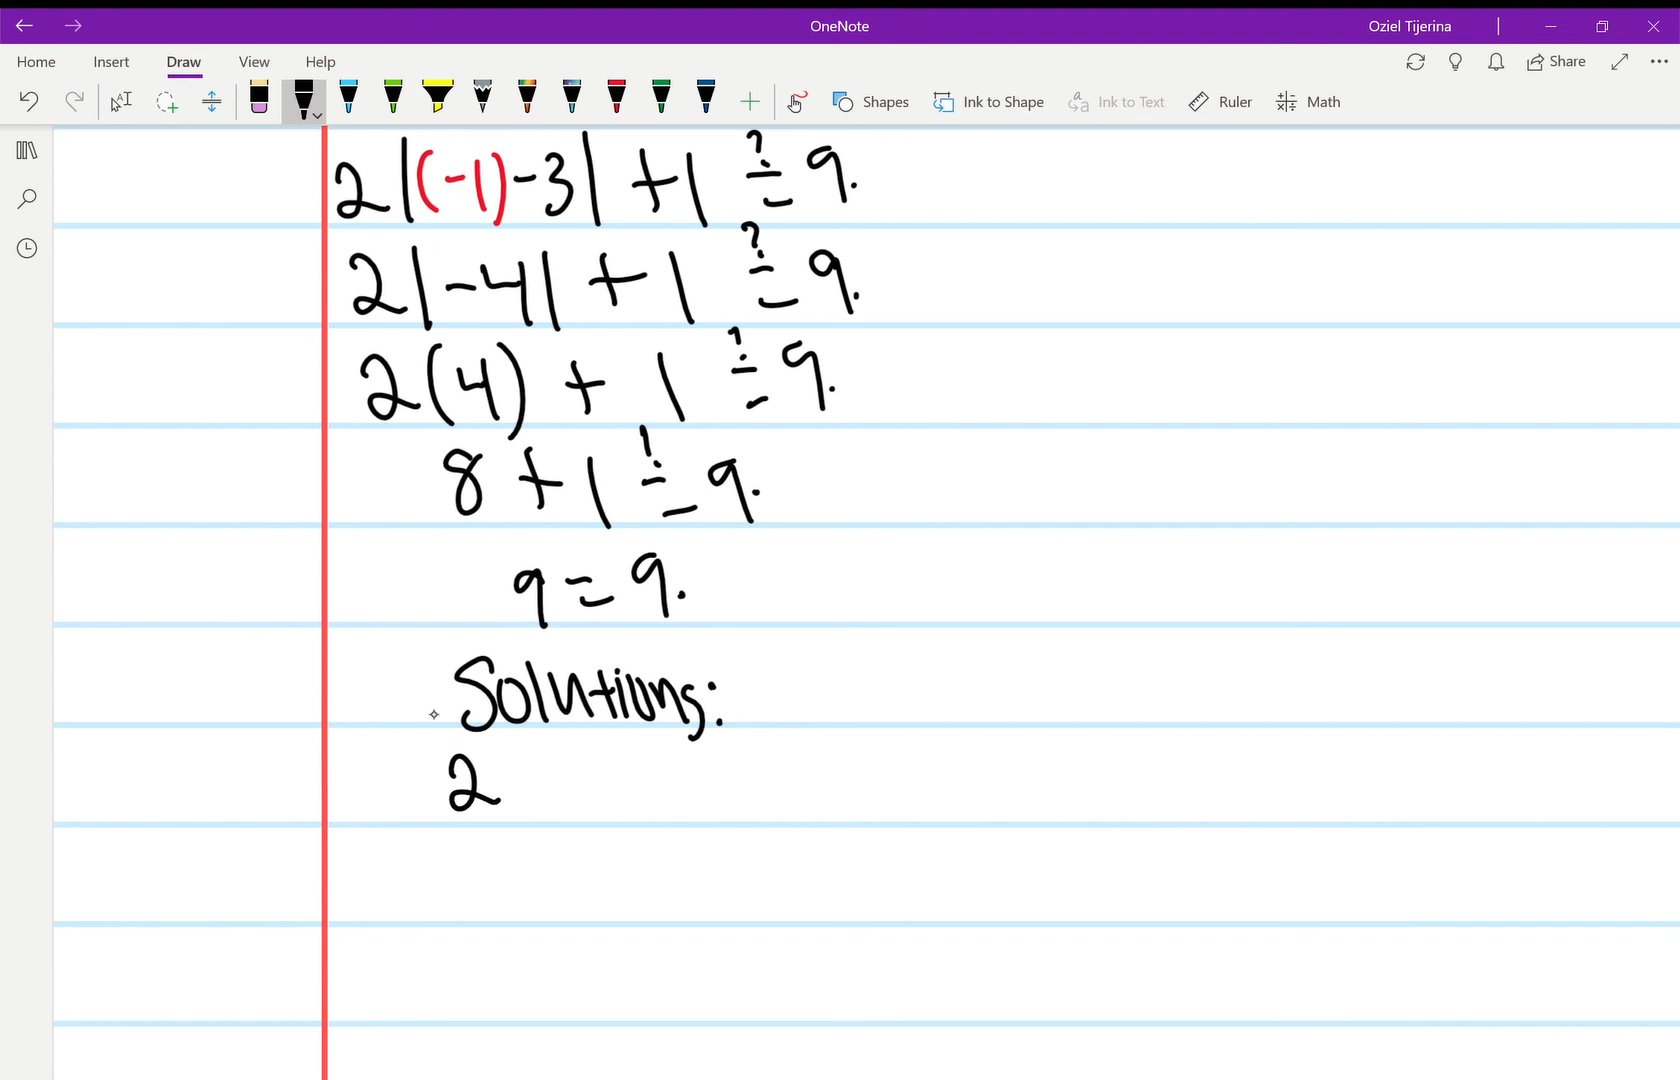 OneNote
Oziel Tijerina
Home Insert Draw View Help
Share
Shapes Ink to Shape Ink to Text Ruler Math
2|(-1)-3| + 1 ≟ 9.
2|-4| + 1 ≟ 9.
2(4) + 1 ≟ 9.
8 + 1 ≟ 9.
9 = 9.
Solutions:
2